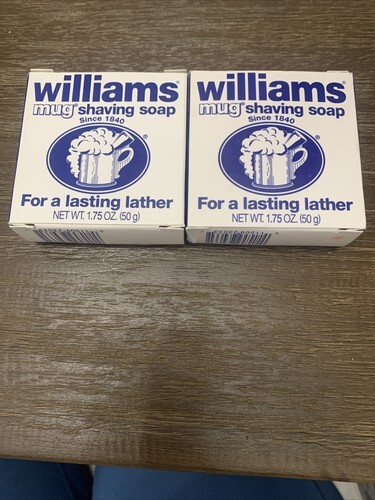 williams®
mug® shaving soap
Since 1840
®
For a lasting lather
NET WT. 1.75 OZ. (50 g)
williams®
mug® shaving soap
Since 1840
®
For a lasting lather
NET WT. 1.75 OZ. (50 g)